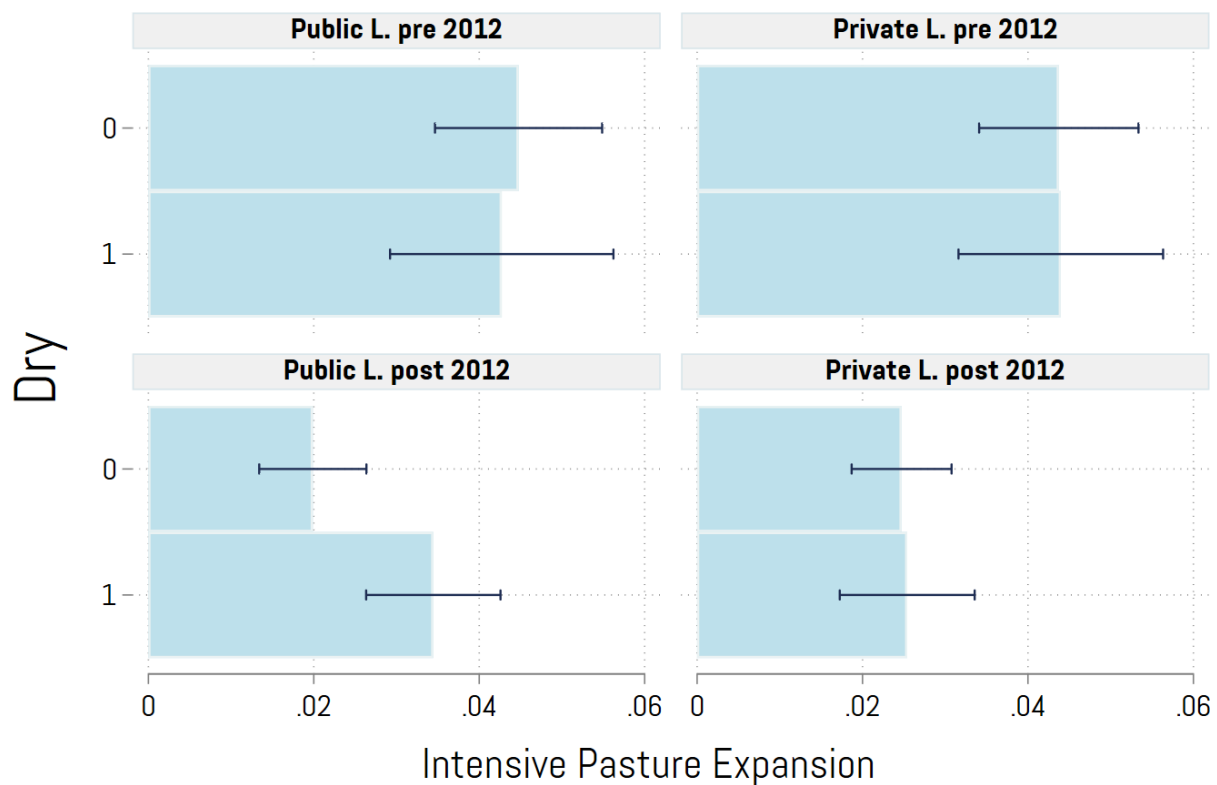 Public L. pre 2012
Private L. pre 2012
0
1
Dry
Public L. post 2012
Private L. post 2012
0
1
0 .02 .04 .06
0 .02 .04 .06
Intensive Pasture Expansion